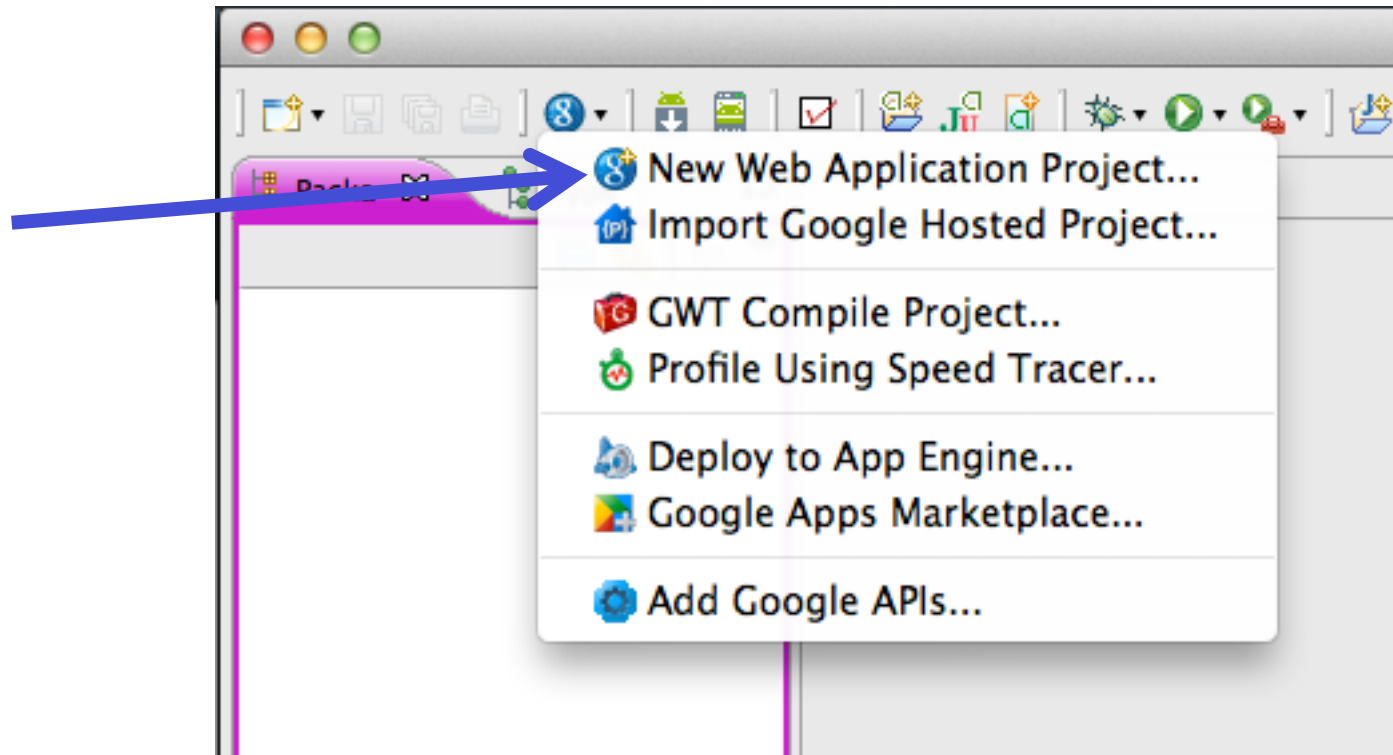 New Web Application Project...
Import Google Hosted Project...
GWT Compile Project...
Profile Using Speed Tracer...
Deploy to App Engine...
Google Apps Marketplace...
Add Google APIs...